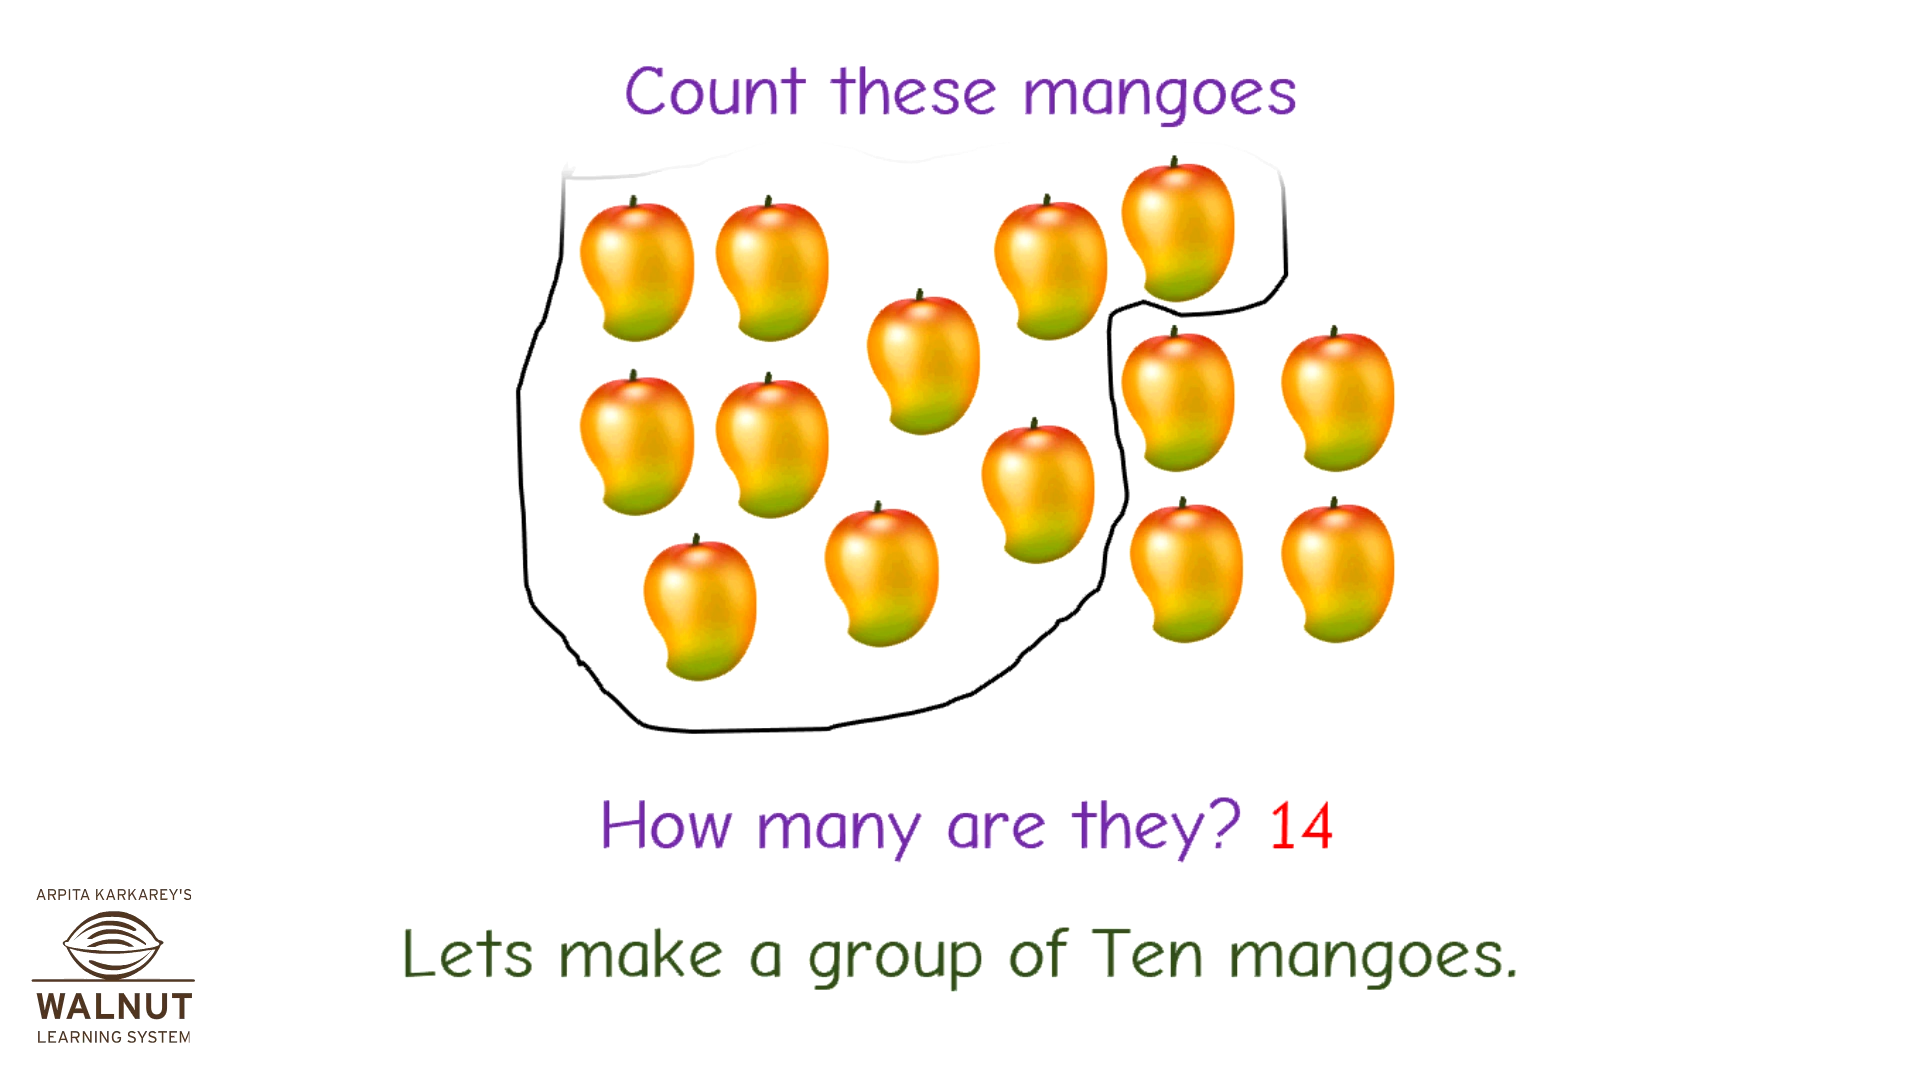 Count these mangoes
How many are they? 14
Lets make a group of Ten mangoes.
ARPITA KARKAREY'S
WALNUT
LEARNING SYSTEM